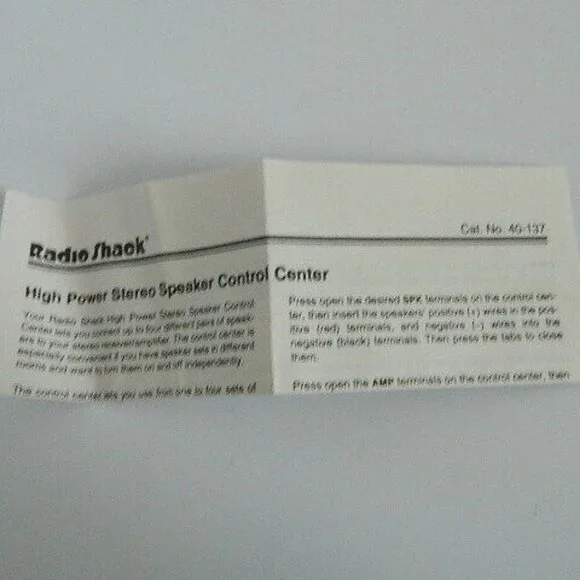 Radio Shack
Cat. No. 40-137
High Power Stereo Speaker Control Center
Your Radio Shack High Power Stereo Speaker Control
Center lets you connect up to four different pairs of speak-
ers to your stereo receiver/amplifier. The control center is
especially convenient if you have speaker sets in different
rooms and want to turn them on and off independently.
The control center lets you use from one to four sets of
Press open the desired SPK terminals on the control cen-
ter, then insert the speakers' positive (+) wires in the posi-
tive (red) terminals, and negative (–) wires into the
negative (black) terminals. Then press the tabs to close
them.
Press open the AMP terminals on the control center, then